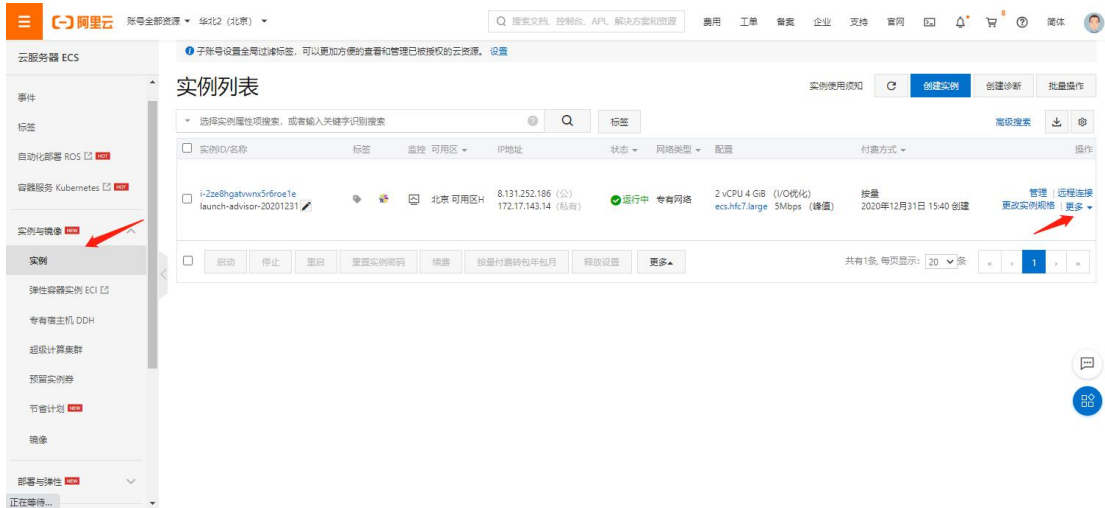 阿里云 账号全部资源 华北2（北京） 搜索文档、控制台、API、解决方案和资源 费用 工单 备案 企业 支持 官网 8 简体
云服务器 ECS
子账号设置全局过滤标签，可以更加方便的查看和管理已被授权的云资源。 设置
事件
标签
自动化部署 ROS HOT
容器服务 Kubernetes HOT
实例与镜像 NEW
实例
弹性容器实例 ECI
专有宿主机 DDH
超级计算集群
预留实例券
节省计划 NEW
镜像
部署与弹性 NEW
正在等待...
实例列表 实例使用须知 创建实例 创建诊断 批量操作
选择实例属性项搜索，或者输入关键字识别搜索 标签 高级搜索
实例ID/名称 标签 监控 可用区 IP地址 状态 网络类型 配置 付费方式 操作
i-2ze8hgatvwnx5r6roe1e
launch-advisor-20201231
北京 可用区H
8.131.252.186 (公)
172.17.143.14 (私有)
运行中 专有网络
2 vCPU 4 GiB (I/O优化)
ecs.hfc7.large 5Mbps (峰值)
按量
2020年12月31日 15:40 创建
管理 | 远程连接
更改实例规格 | 更多
启动 停止 重启 重置实例密码 续费 按量付费转包年包月 释放设置 更多 共有1条, 每页显示: 20 条 « ‹ 1 › »